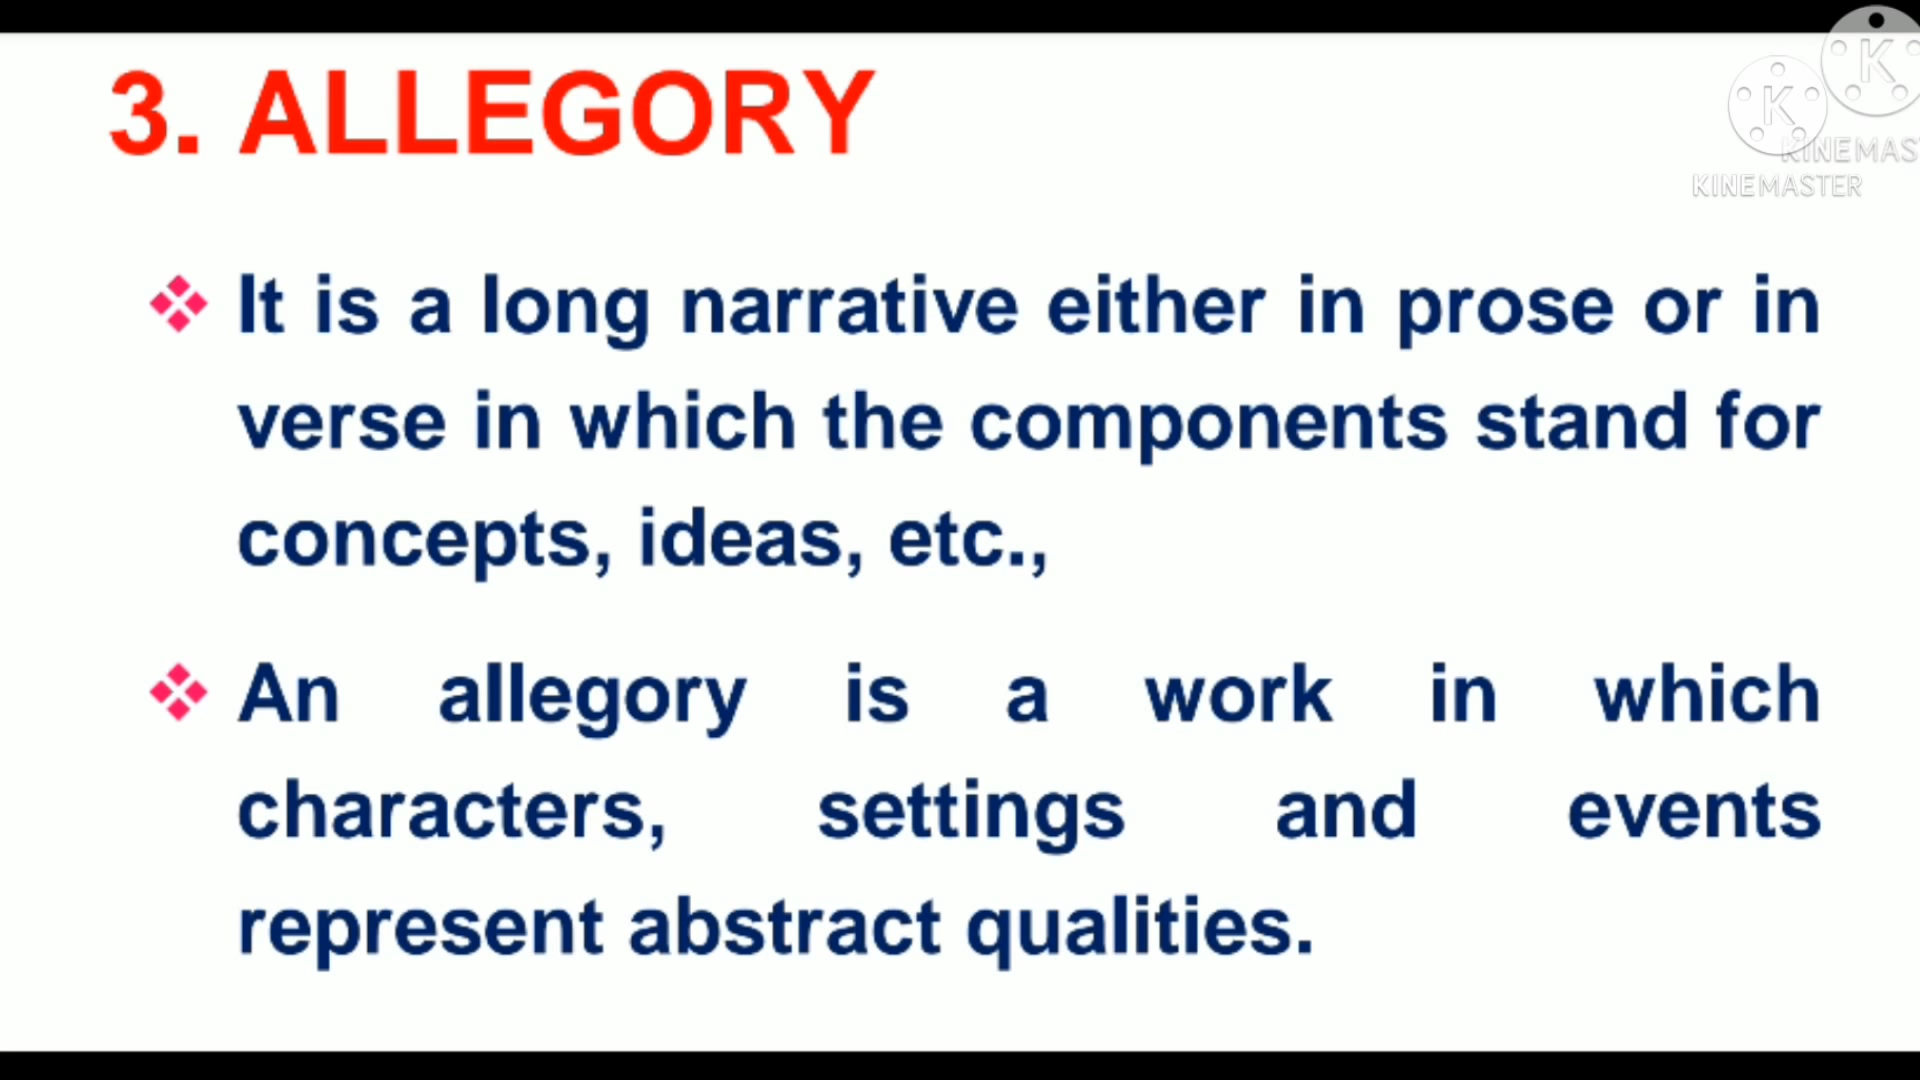 3. ALLEGORY
K
KINEMAS
K
KINEMASTER
❖ It is a long narrative either in prose or in
verse in which the components stand for
concepts, ideas, etc.,
❖ An allegory is a work in which
characters, settings and events
represent abstract qualities.